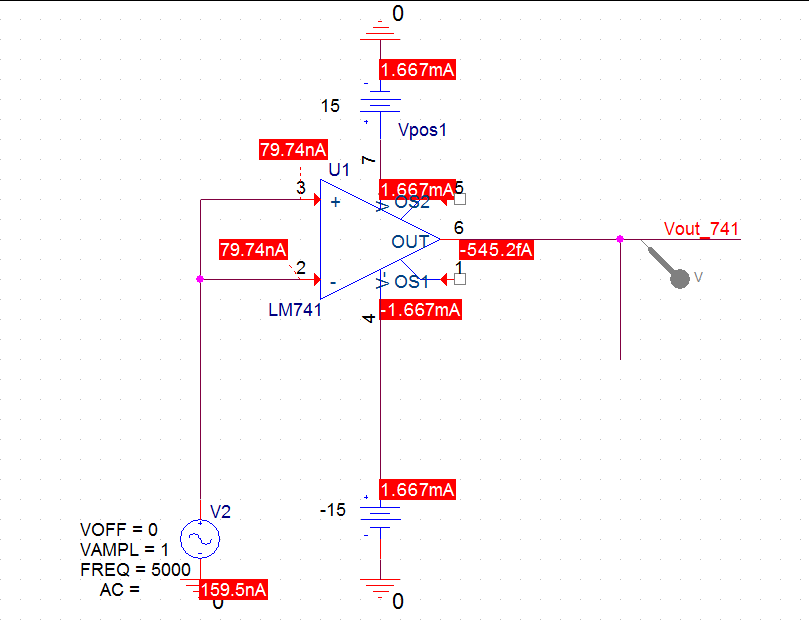 0
1.667mA
-
15
+
Vpos1
79.74nA
7
U1
3
1.667mA
5
+
V+
OS2
6
Vout_741
OUT
79.74nA
-545.2fA
2
1
V
-
V-
OS1
LM741
4
-1.667mA
1.667mA
+
-15
-
V2
VOFF = 0
+
VAMPL = 1
-
FREQ = 5000
AC =
159.5nA
0
0